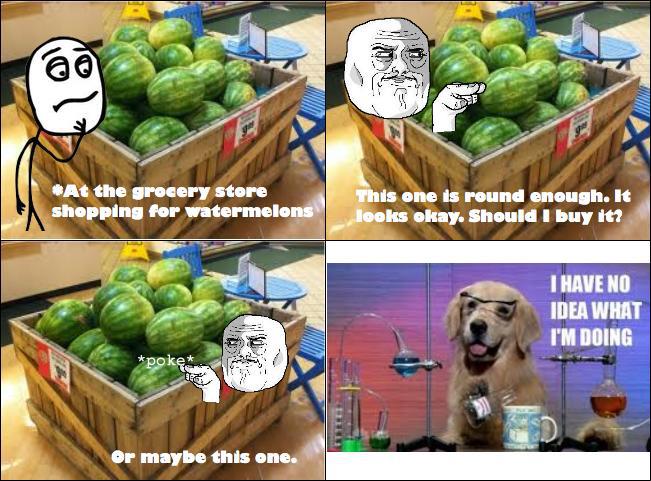 *At the grocery store
shopping for watermelons
This one is round enough. It
looks okay. Should I buy it?
*poke*
Or maybe this one.
I HAVE NO
IDEA WHAT
I'M DOING